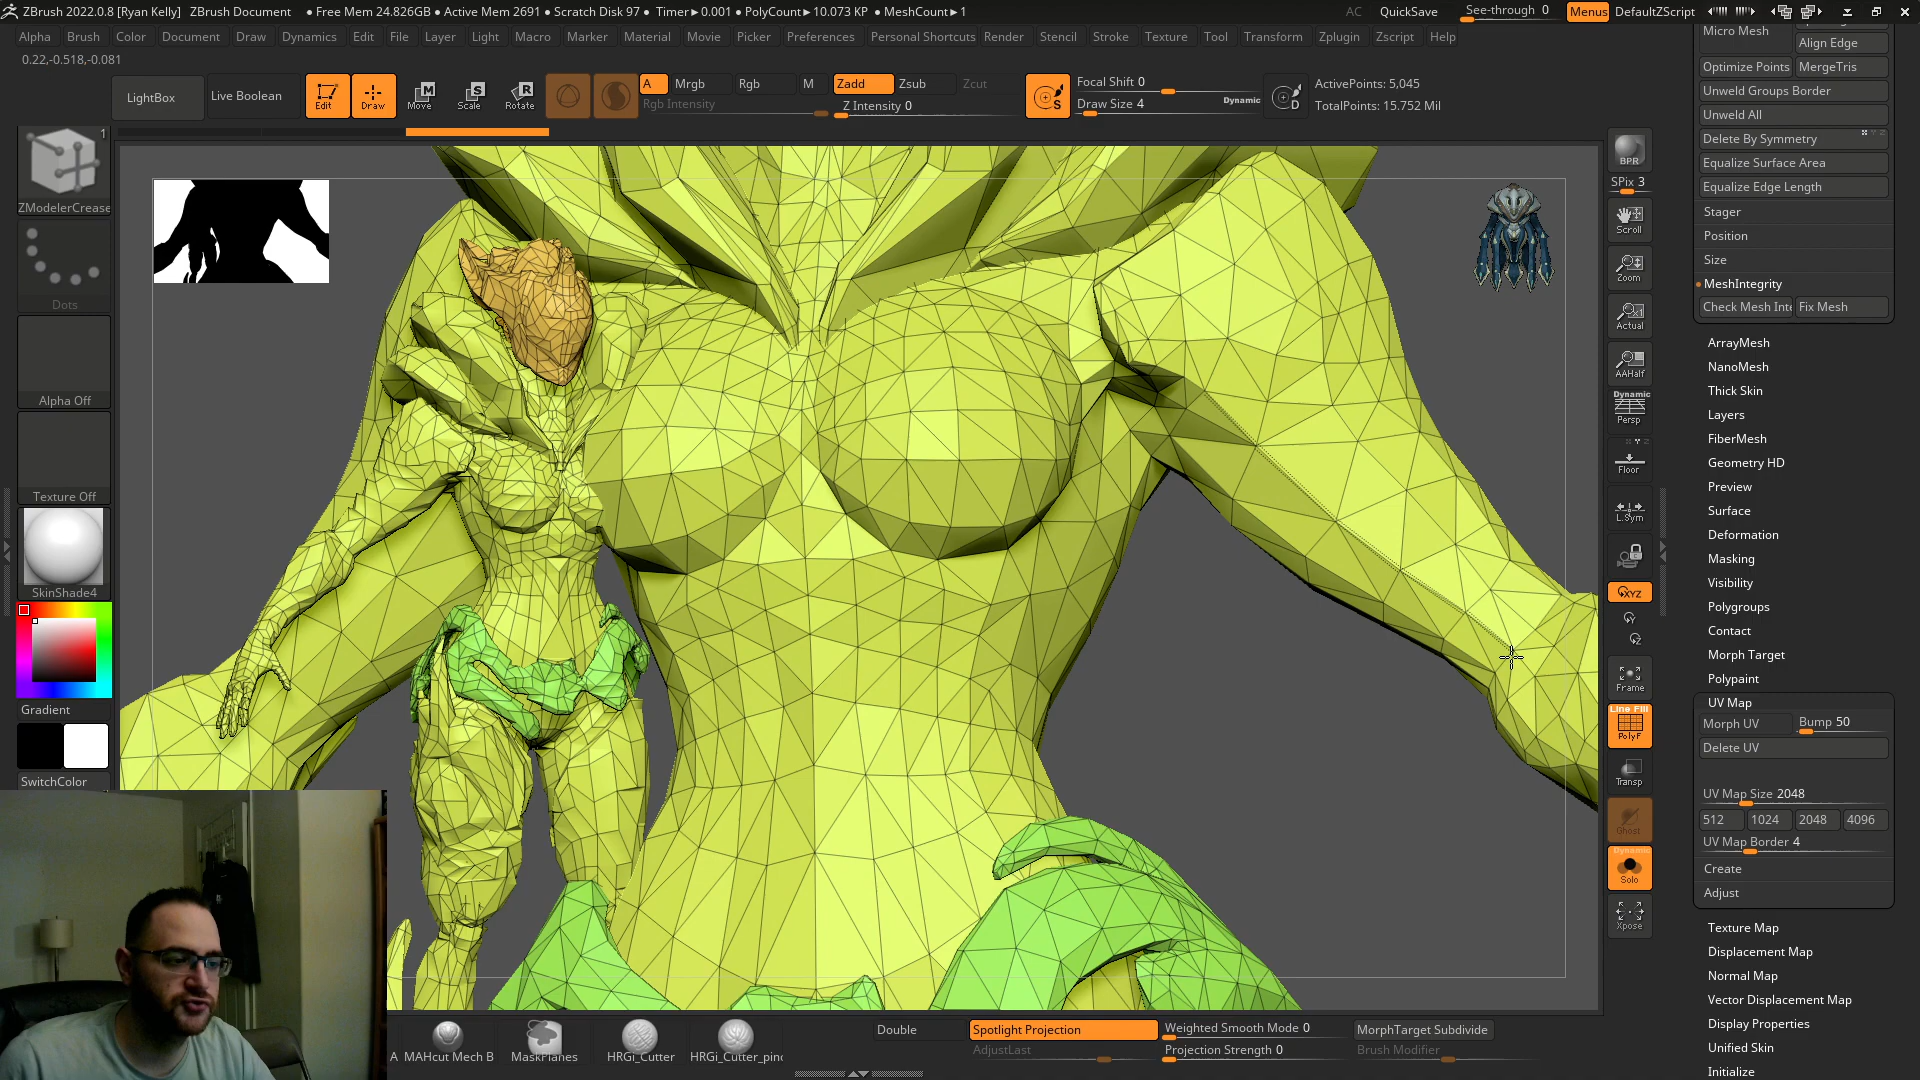 ZBrush 2022.0.8 [Ryan Kelly] ZBrush Document • Free Mem 24.826GB • Active Mem 2691 • Scratch Disk 97 • Timer►0.001 • PolyCount►10.073 KP • MeshCount►1 AC QuickSave See-through 0 Menus DefaultZScript
Alpha Brush Color Document Draw Dynamics Edit File Layer Light Macro Marker Material Movie Picker Preferences Personal Shortcuts Render Stencil Stroke Texture Tool Transform Zplugin Zscript Help
0.22,-0.518,-0.081
LightBox
Live Boolean
Edit
Draw
Move
Scale
Rotate
A Mrgb Rgb M Zadd Zsub Zcut
Rgb Intensity Z Intensity 0
S
Focal Shift 0
Draw Size 4
Dynamic
D
ActivePoints: 5,045
TotalPoints: 15.752 Mil
1
ZModelerCrease
Dots
Alpha Off
Texture Off
SkinShade4
Gradient
SwitchColor
BPR
SPix 3
Scroll
Zoom
Actual
AAHalf
Dynamic
Persp
Floor
L.Sym
XYZ
Frame
Line Fill
PolyF
Transp
Ghost
Dynamic
Solo
Xpose
Micro Mesh
Align Edge
Optimize Points MergeTris
Unweld Groups Border
Unweld All
Delete By Symmetry
Equalize Surface Area
Equalize Edge Length
Stager
Position
Size
MeshIntegrity
Check Mesh Inte Fix Mesh
ArrayMesh
NanoMesh
Thick Skin
Layers
FiberMesh
Geometry HD
Preview
Surface
Deformation
Masking
Visibility
Polygroups
Contact
Morph Target
Polypaint
UV Map
Morph UV Bump 50
Delete UV
UV Map Size 2048
512 1024 2048 4096
UV Map Border 4
Create
Adjust
Texture Map
Displacement Map
Normal Map
Vector Displacement Map
Display Properties
Unified Skin
Initialize
A MAHcut Mech B
MaskPlanes
HRGi_Cutter
HRGi_Cutter_pinc
Double
Spotlight Projection
AdjustLast
Weighted Smooth Mode 0
Projection Strength 0
MorphTarget Subdivide
Brush Modifier